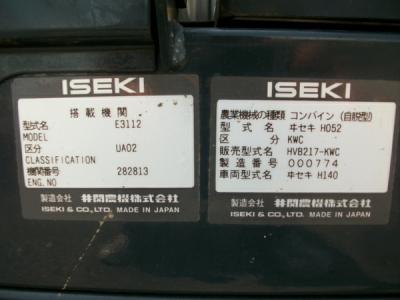 ISEKI
搭載機関
型式名 E3112
MODEL
区分 UA02
CLASSIFICATION
機関番号 282813
ENG. NO
製造会社 井関農機株式会社
ISEKI & CO., LTD. MADE IN JAPAN
ISEKI
農業機械の種類 コンバイン (自脱型)
型式名 ヰセキ HO52
区分 KWC
販売型式名 HVB217-KWC
製造番号 000774
車両型式名 ヰセキ H140
製造会社 井関農機株式会社
ISEKI & CO., LTD. MADE IN JAPAN